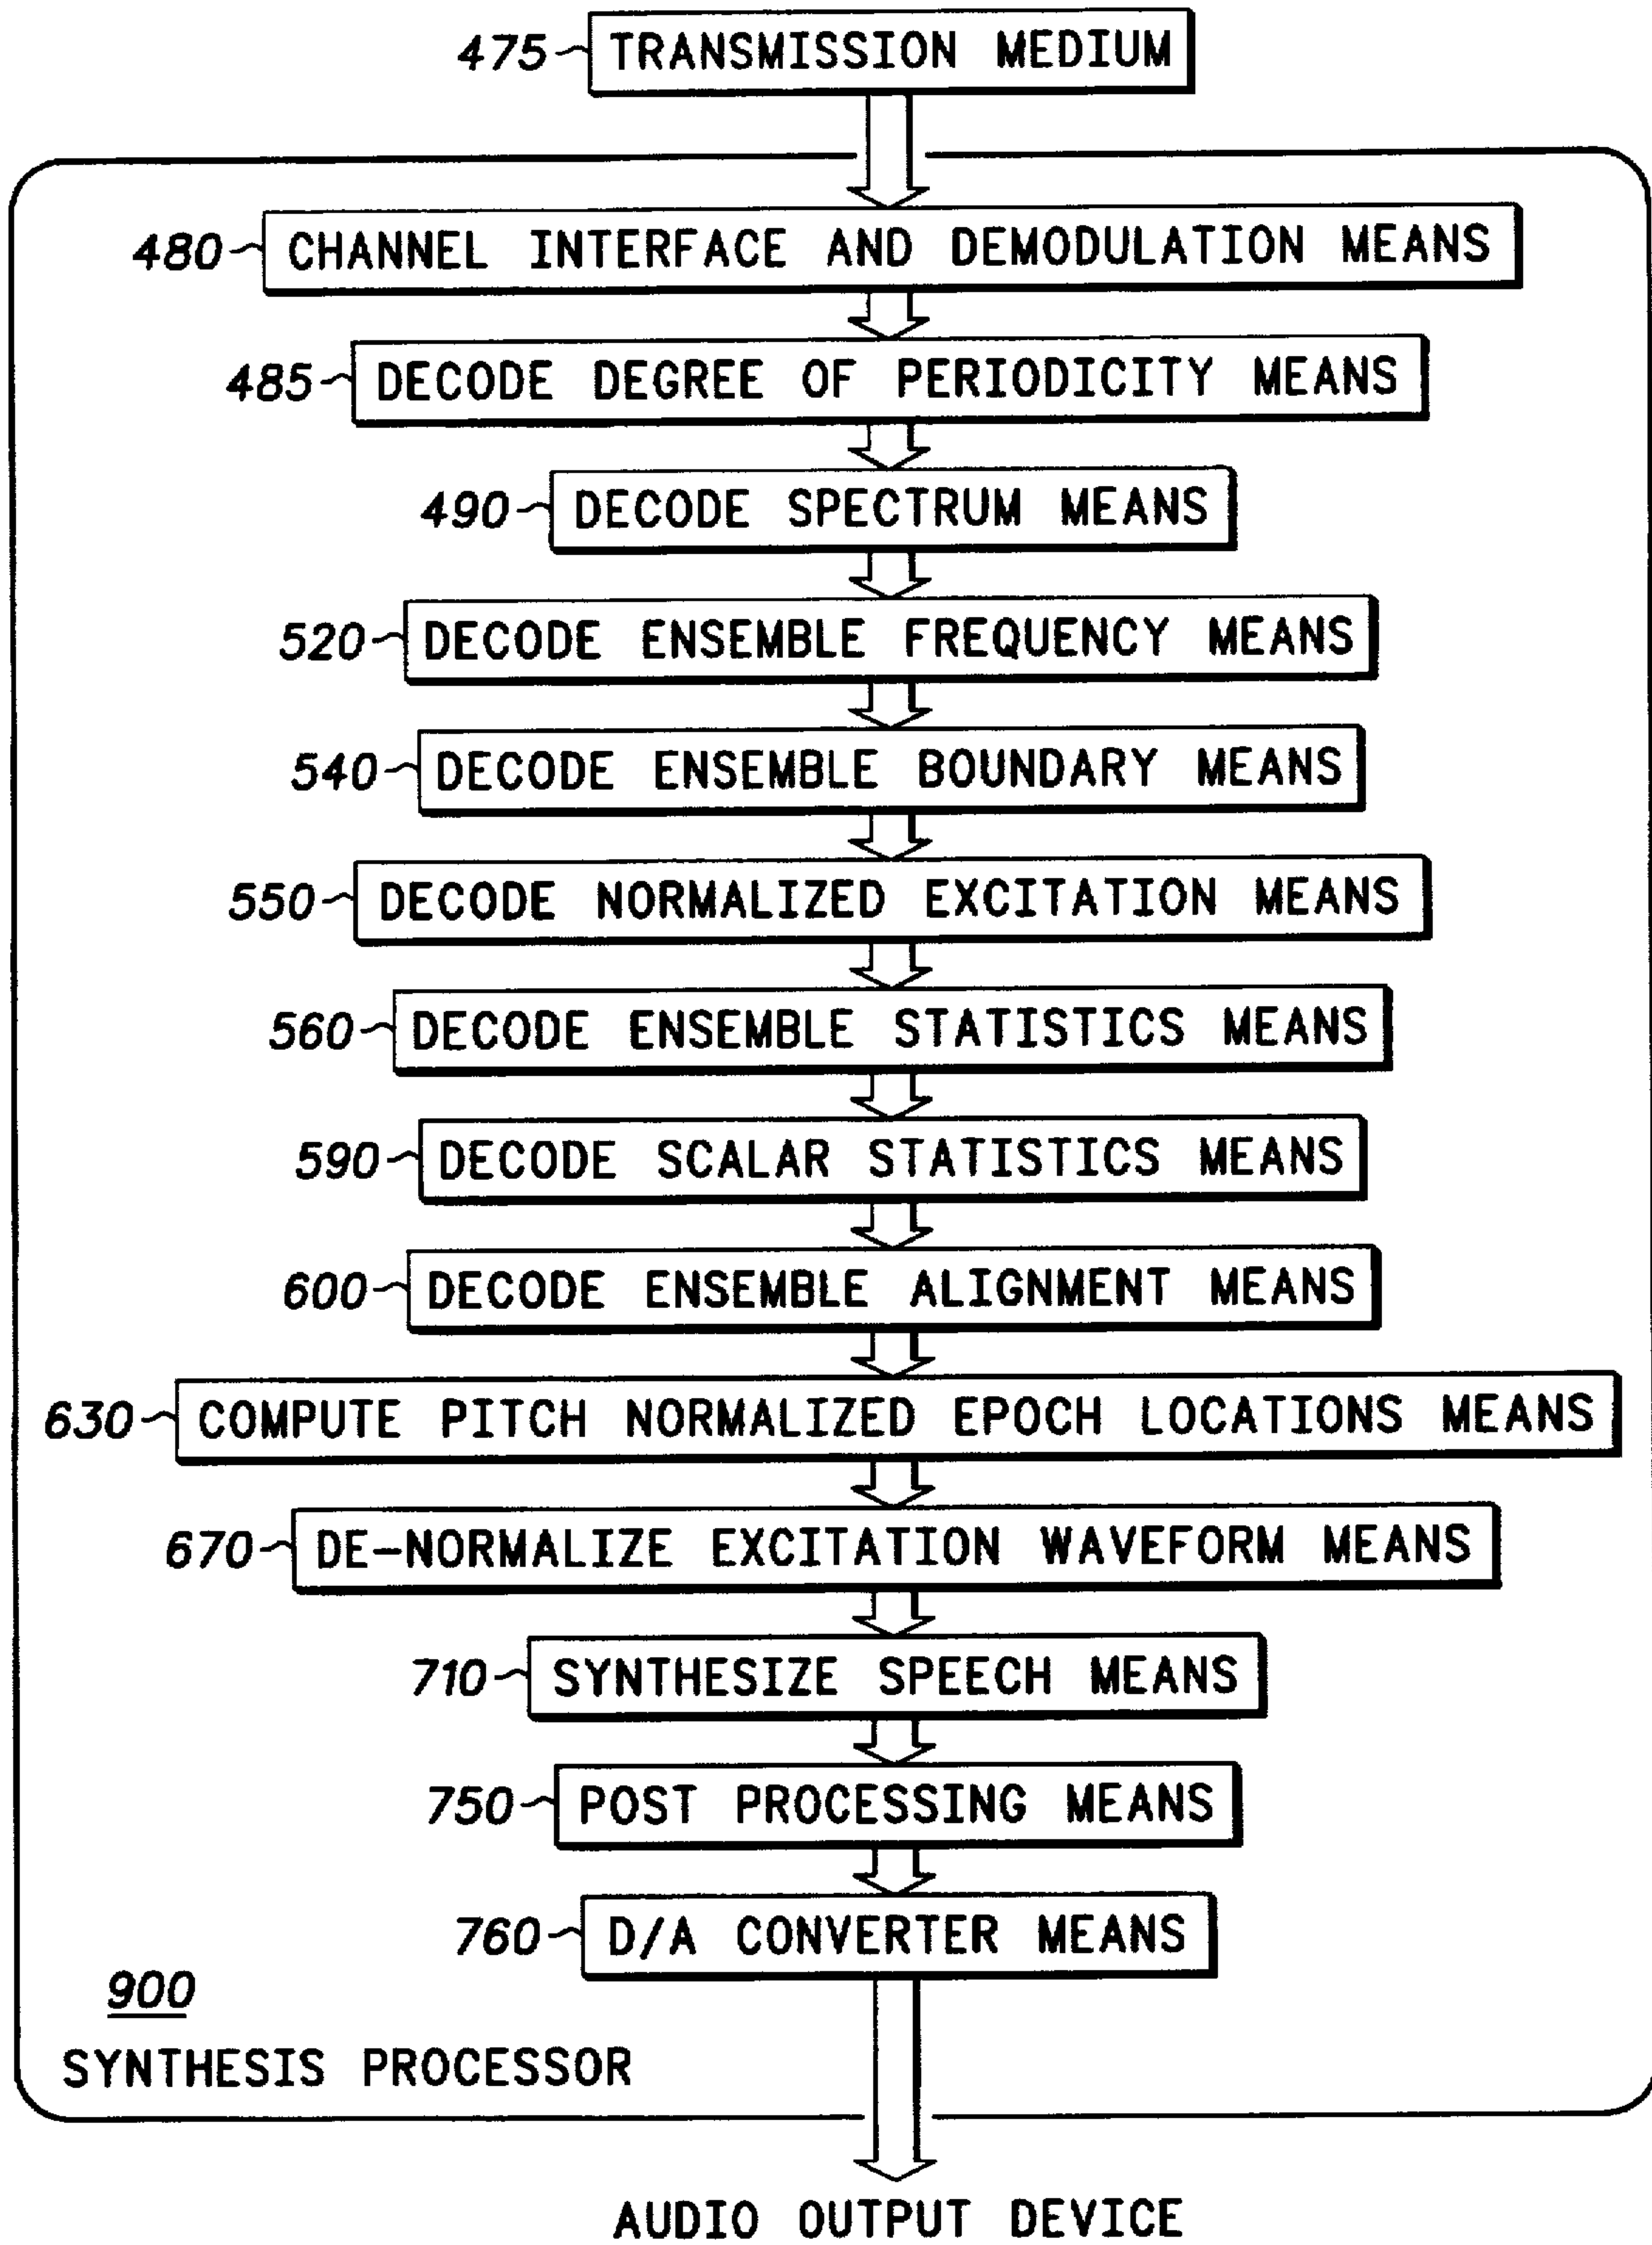 475 TRANSMISSION MEDIUM
480 CHANNEL INTERFACE AND DEMODULATION MEANS
485 DECODE DEGREE OF PERIODICITY MEANS
490 DECODE SPECTRUM MEANS
520 DECODE ENSEMBLE FREQUENCY MEANS
540 DECODE ENSEMBLE BOUNDARY MEANS
550 DECODE NORMALIZED EXCITATION MEANS
560 DECODE ENSEMBLE STATISTICS MEANS
590 DECODE SCALAR STATISTICS MEANS
600 DECODE ENSEMBLE ALIGNMENT MEANS
630 COMPUTE PITCH NORMALIZED EPOCH LOCATIONS MEANS
670 DE-NORMALIZE EXCITATION WAVEFORM MEANS
710 SYNTHESIZE SPEECH MEANS
750 POST PROCESSING MEANS
760 D/A CONVERTER MEANS
900
SYNTHESIS PROCESSOR
AUDIO OUTPUT DEVICE